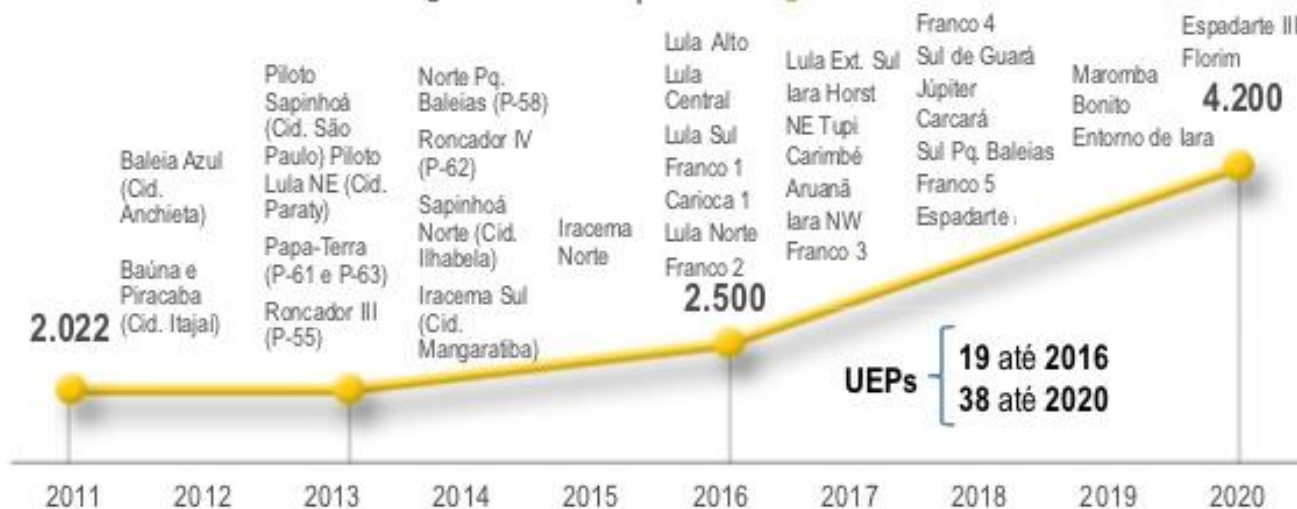 Baleia Azul
(Cid.
Anchieta)
Baúna e
Piracaba
(Cid. Itajaí)
2.022
Piloto
Sapinhoá
(Cid. São
Paulo) Piloto
Lula NE (Cid.
Paraty)
Papa-Terra
(P-61 e P-63)
Roncador III
(P-55)
Norte Pq.
Baleias (P-58)
Roncador IV
(P-62)
Sapinhoá
Norte (Cid.
Ilhabela)
Iracema Sul
(Cid.
Mangaratiba)
Iracema
Norte
Lula Alto
Lula
Central
Lula Sul
Franco 1
Carioca 1
Lula Norte
Franco 2
2.500
Lula Ext. Sul
Iara Horst
NE Tupi
Carimbé
Aruanã
Iara NW
Franco 3
Franco 4
Sul de Guará
Júpiter
Carcará
Sul Pq. Baleias
Franco 5
Espadarte
Maromba
Bonito
Entorno de Iara
Espadarte III
Florim
4.200
UEPs
19 até 2016
38 até 2020
2011 2012 2013 2014 2015 2016 2017 2018 2019 2020